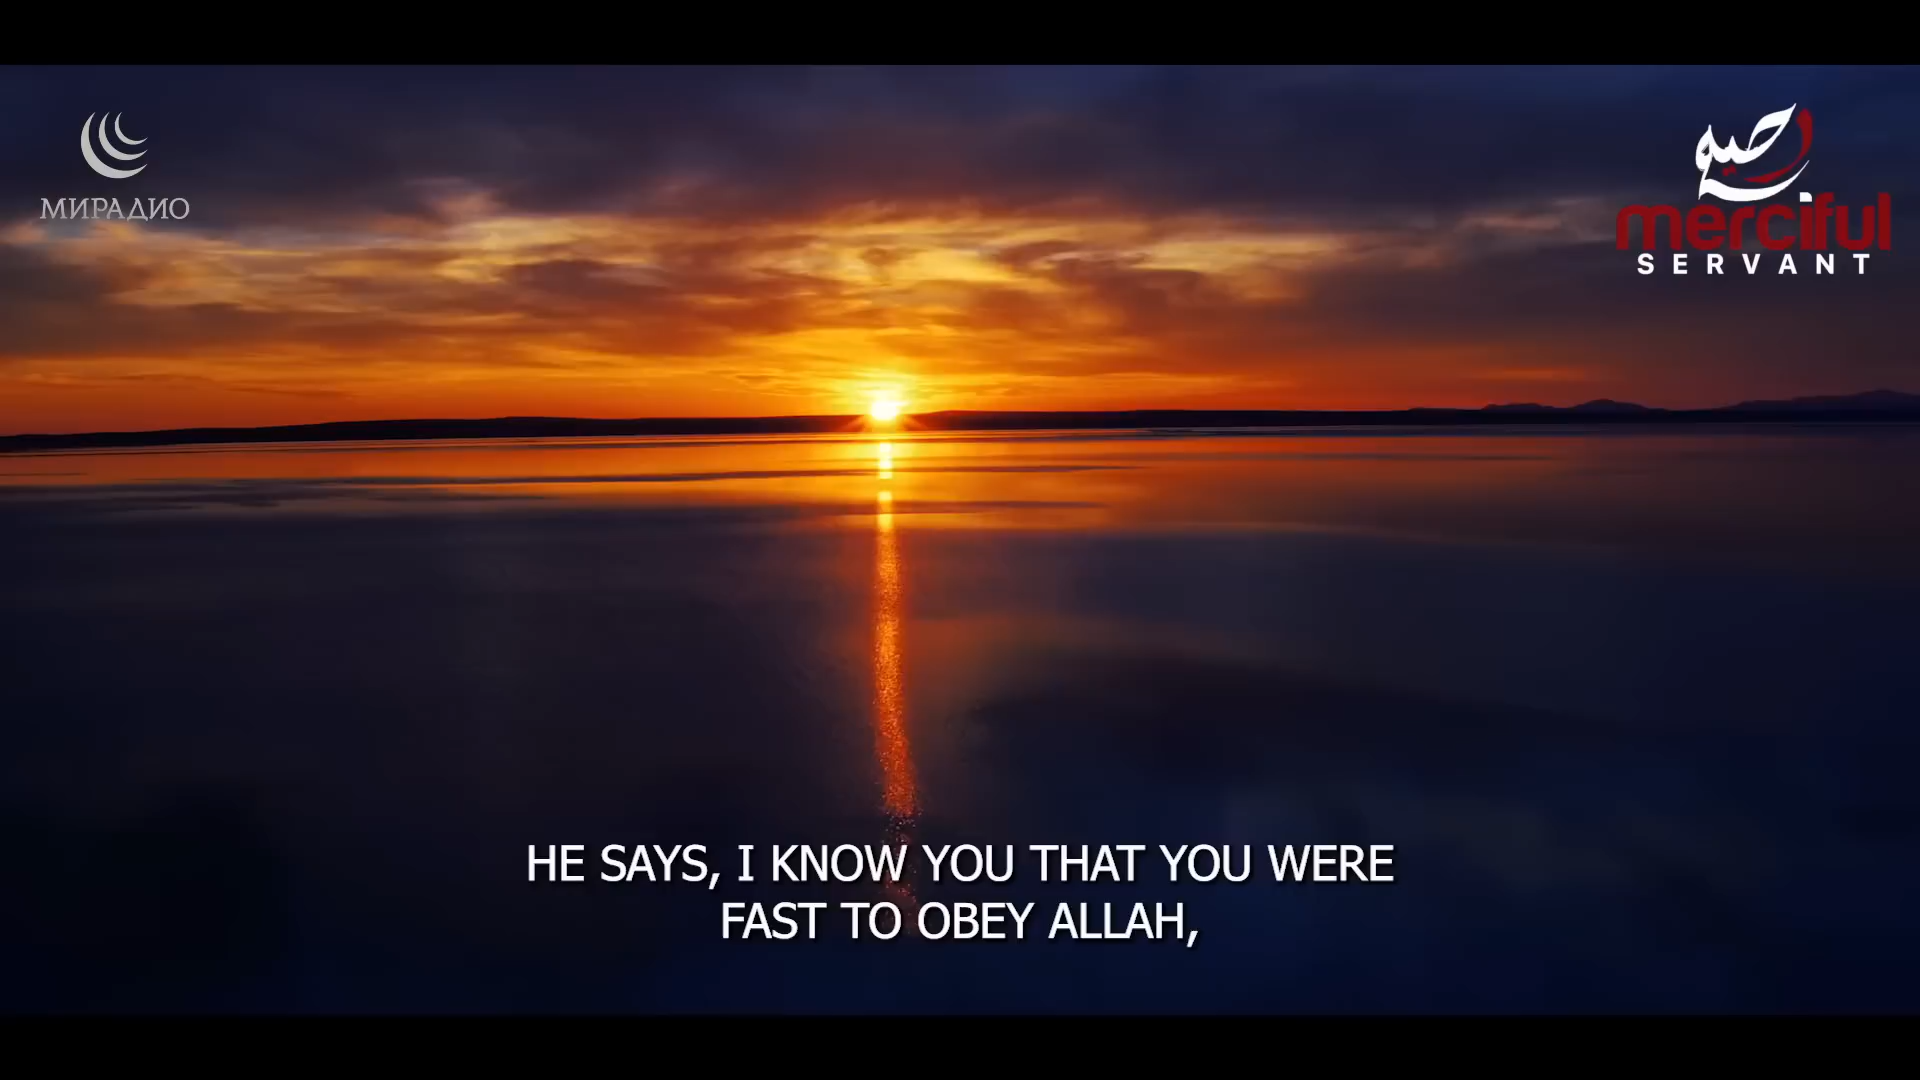 МИРАДИО
merciful
SERVANT
HE SAYS, I KNOW YOU THAT YOU WERE
FAST TO OBEY ALLAH,